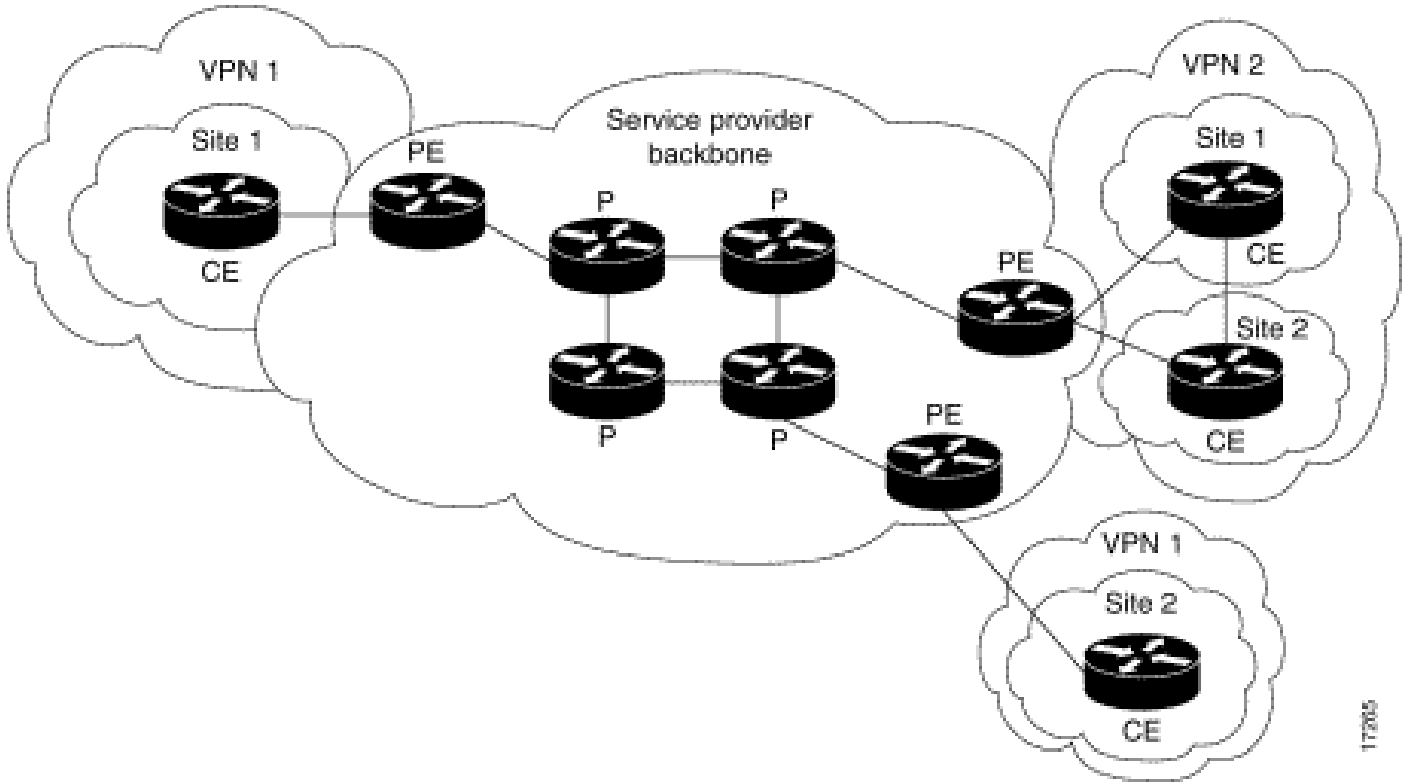 VPN 1
Site 1
CE
PE
Service provider
backbone
P
P
P
P
PE
PE
VPN 2
Site 1
CE
Site 2
CE
VPN 1
Site 2
CE
17265